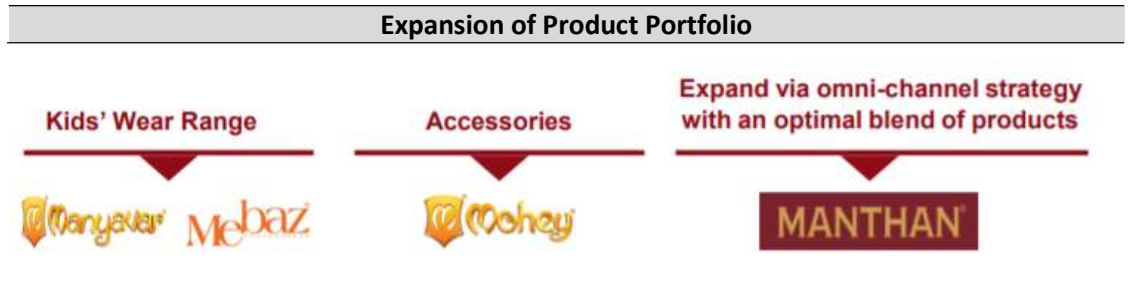 Expansion of Product Portfolio
Kids' Wear Range
Accessories
Expand via omni-channel strategy
with an optimal blend of products
Manyavar
Mebaz
Mohey
MANTHAN